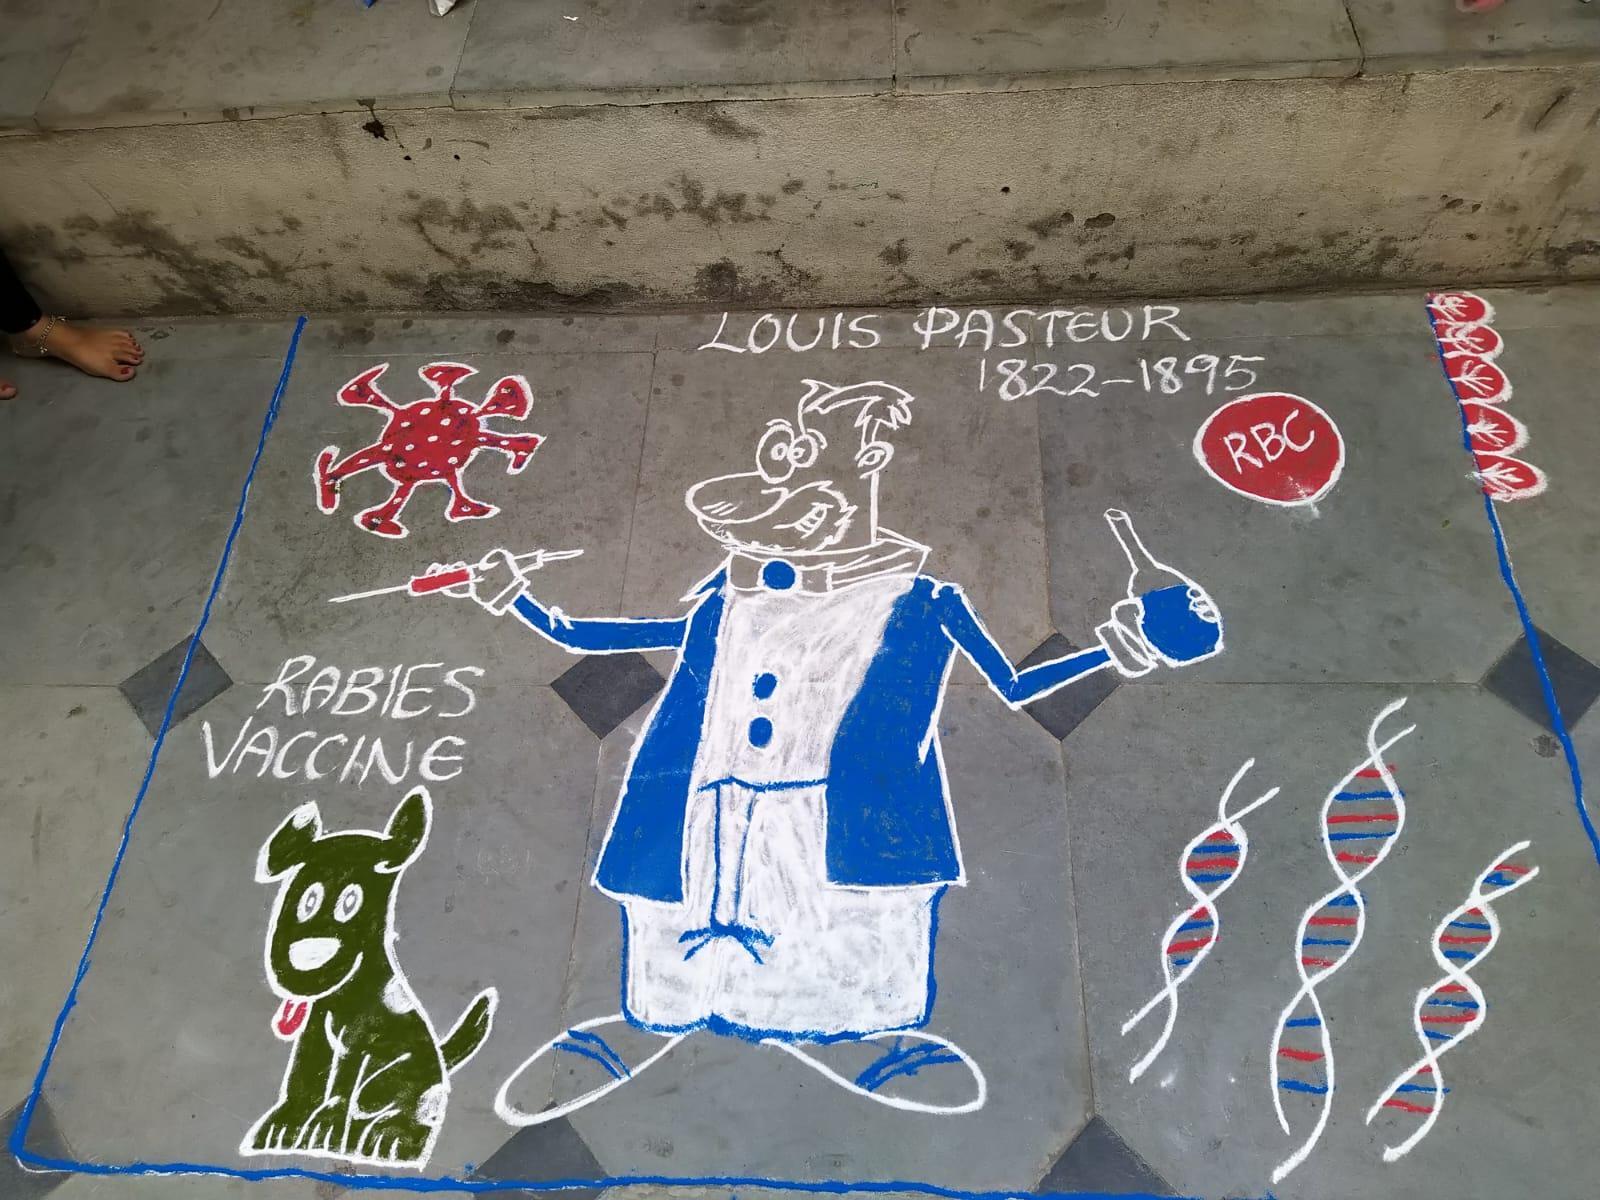 LOUIS PASTEUR
1822-1895
RBC
RABIES
VACCINE